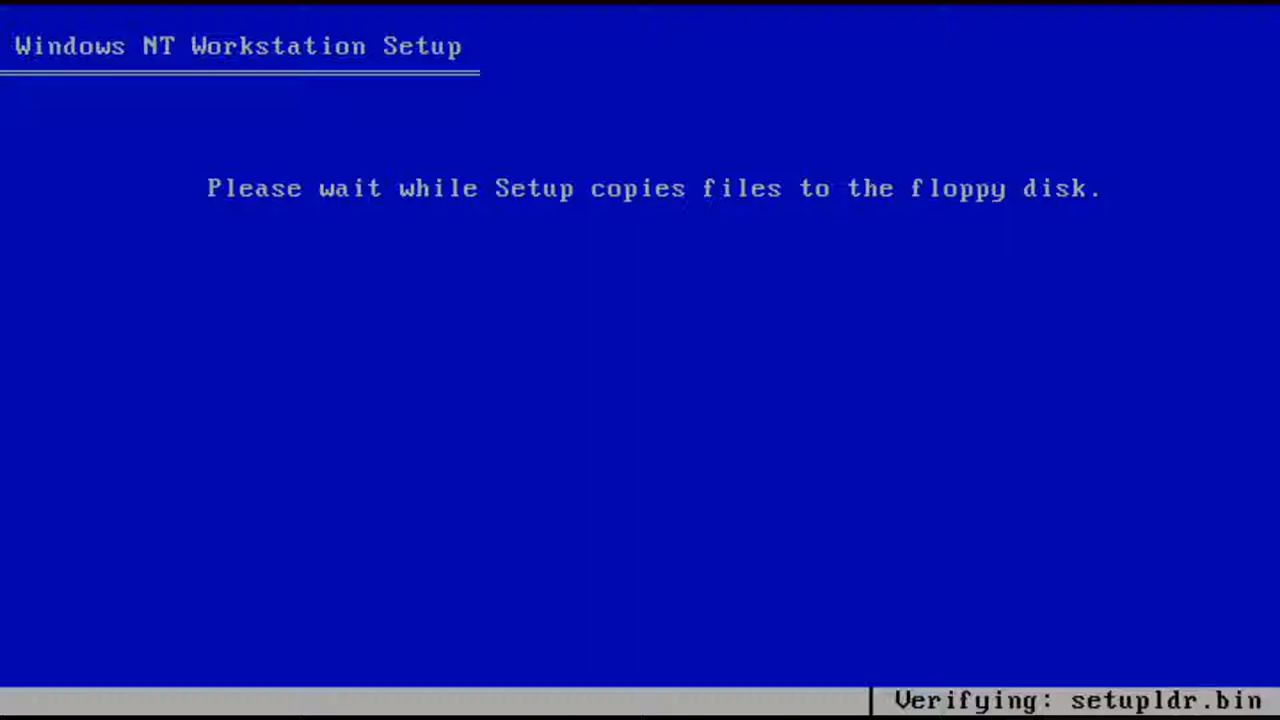 Windows NT Workstation Setup
Please wait while Setup copies files to the floppy disk.
Verifying: setupldr.bin